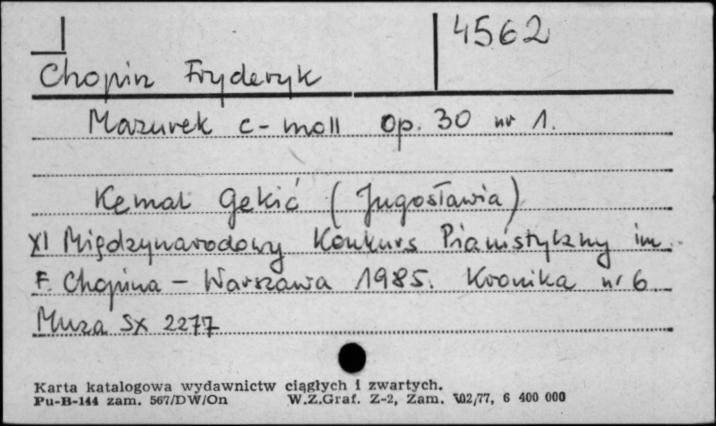 4562
Chopin Fryderyk
Mazurek c-moll op. 30 nr 1.
Kemal Gekić (Jugosławia)
XI Międzynarodowy Konkurs Pianistyczny im.
F. Chopina – Warszawa 1985. Kronika nr 6
Muza SX 2277
Karta katalogowa wydawnictw ciągłych i zwartych.
Pu-B-144 zam. 567/DW/On W.Z.Graf. Z-2, Zam. 02/77, 6 400 000